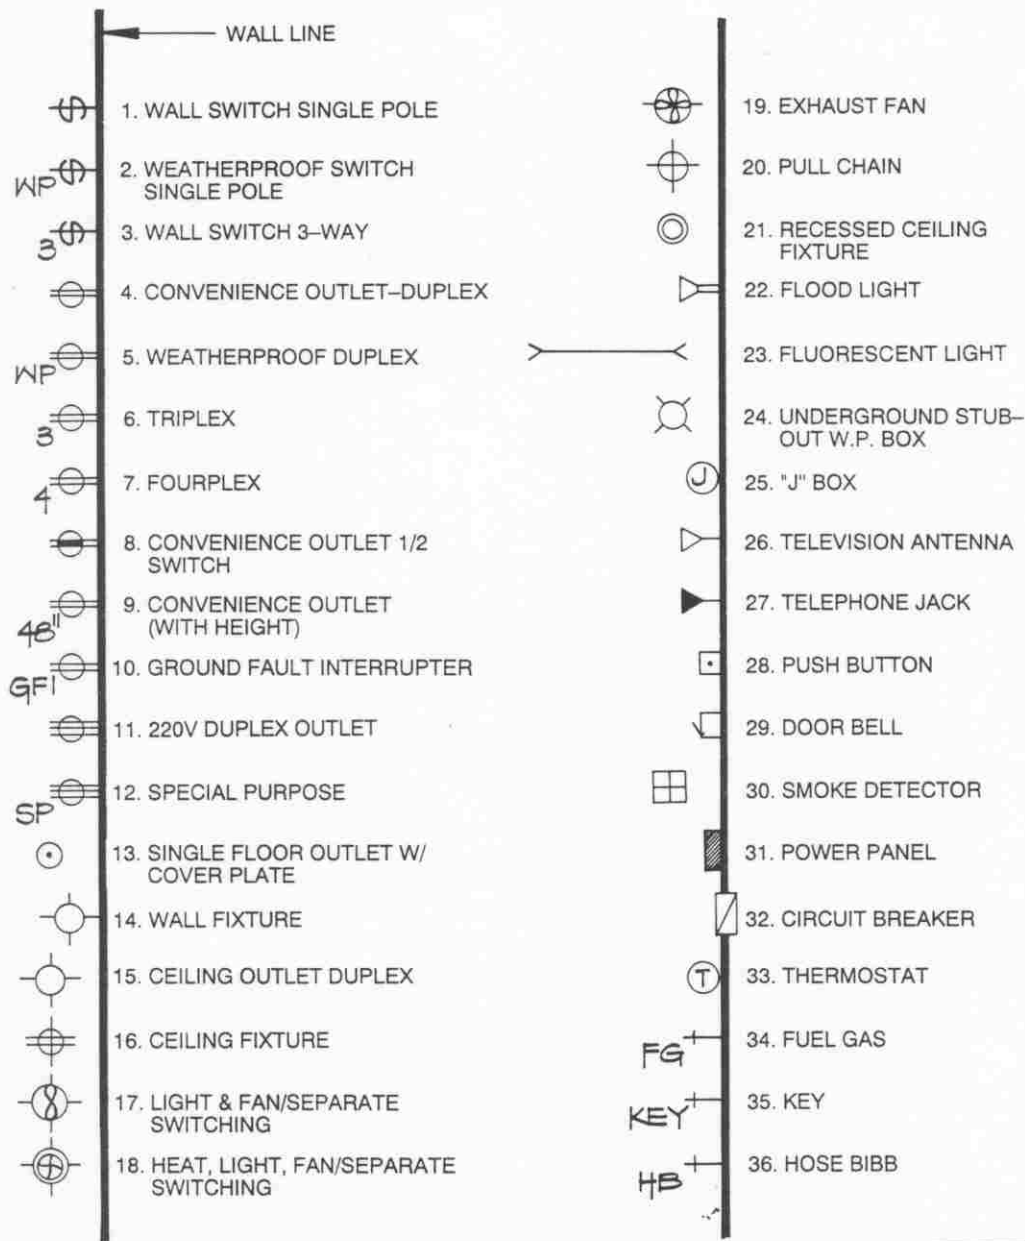 WALL LINE
1. WALL SWITCH SINGLE POLE
WP
2. WEATHERPROOF SWITCH
SINGLE POLE
3
3. WALL SWITCH 3–WAY
4. CONVENIENCE OUTLET–DUPLEX
WP
5. WEATHERPROOF DUPLEX
3
6. TRIPLEX
4
7. FOURPLEX
8. CONVENIENCE OUTLET 1/2
SWITCH
48"
9. CONVENIENCE OUTLET
(WITH HEIGHT)
GFI
10. GROUND FAULT INTERRUPTER
11. 220V DUPLEX OUTLET
SP
12. SPECIAL PURPOSE
13. SINGLE FLOOR OUTLET W/
COVER PLATE
14. WALL FIXTURE
15. CEILING OUTLET DUPLEX
16. CEILING FIXTURE
17. LIGHT & FAN/SEPARATE
SWITCHING
18. HEAT, LIGHT, FAN/SEPARATE
SWITCHING
19. EXHAUST FAN
20. PULL CHAIN
21. RECESSED CEILING
FIXTURE
22. FLOOD LIGHT
23. FLUORESCENT LIGHT
24. UNDERGROUND STUB–
OUT W.P. BOX
J
25. "J" BOX
26. TELEVISION ANTENNA
27. TELEPHONE JACK
28. PUSH BUTTON
29. DOOR BELL
30. SMOKE DETECTOR
31. POWER PANEL
32. CIRCUIT BREAKER
T
33. THERMOSTAT
FG
34. FUEL GAS
KEY
35. KEY
HB
36. HOSE BIBB